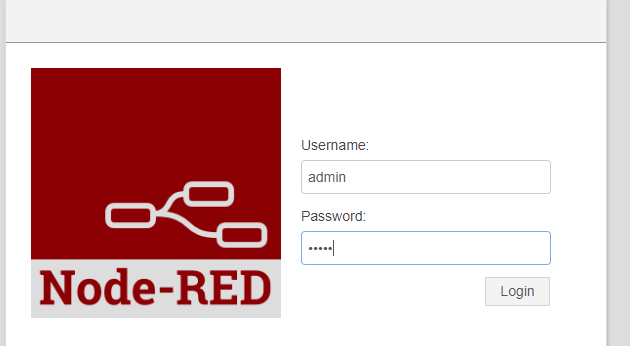 Username:
admin
Password:
•••••
Login
Node-RED